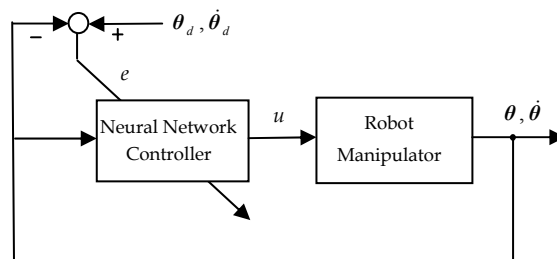 − + θ_d , θ̇_d
e
Neural Network
Controller
u
Robot
Manipulator
θ , θ̇